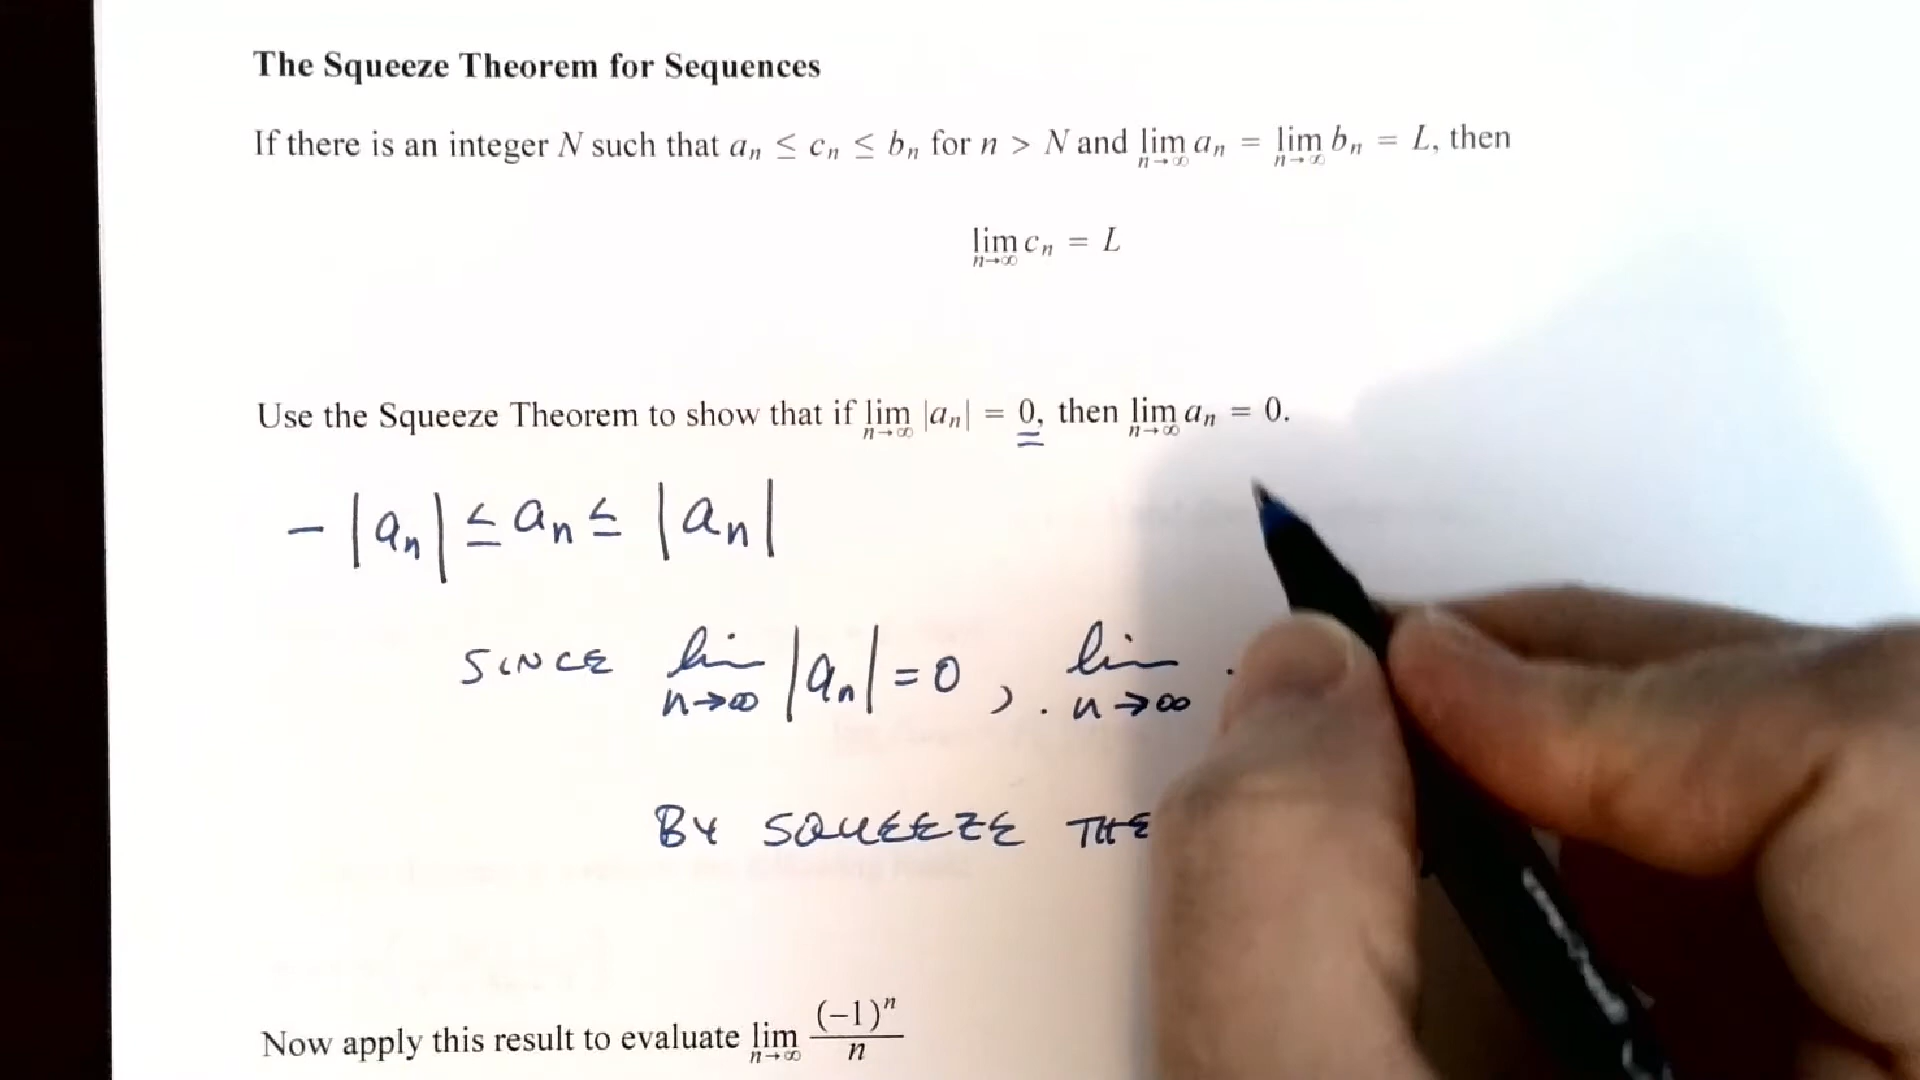 The Squeeze Theorem for Sequences
If there is an integer N such that aₙ ≤ cₙ ≤ bₙ for n > N and lim n→∞ aₙ = lim n→∞ bₙ = L, then
lim n→∞ cₙ = L
Use the Squeeze Theorem to show that if lim n→∞ |aₙ| = 0, then lim n→∞ aₙ = 0.
−|aₙ| ≤ aₙ ≤ |aₙ|
SINCE lim n→∞ |aₙ| = 0, lim n→∞
BY SQUEEZE THE
Now apply this result to evaluate lim n→∞ (−1)ⁿ/n